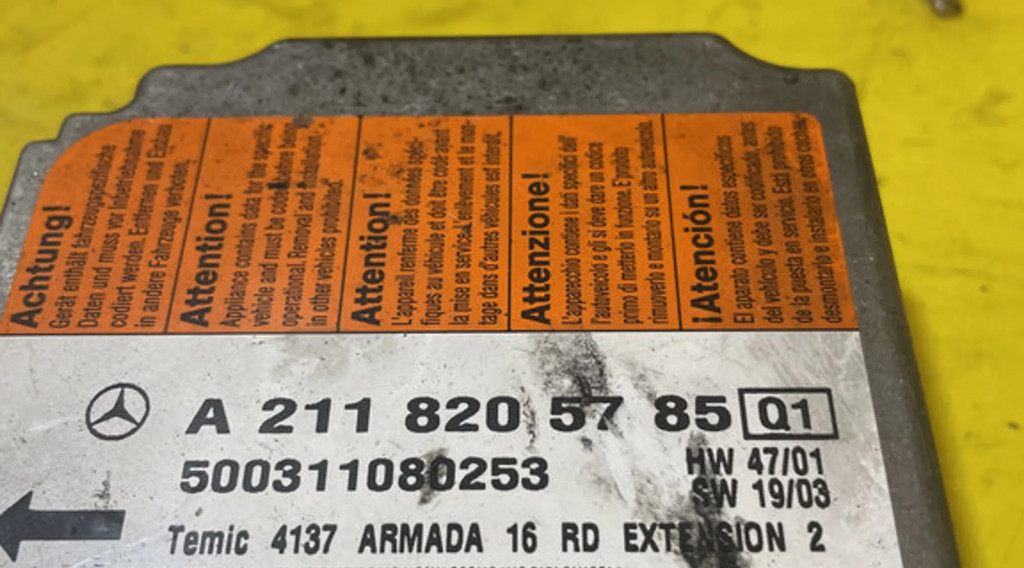 Achtung!
Gerät enthält fahrzeugspezifische
Daten und muss vor Inbetriebnahme
codiert werden. Entfernen und Einbau
in andere Fahrzeuge verboten.
Attention!
Appliance contains data for the specific
vehicle and must be coded before being
operational. Removal and installation
in other vehicles prohibited.
Attention!
L'appareil renferme des données spéci-
fiques au véhicule et doit être codé avant
la mise en service. L'enlèvement et le mon-
tage dans d'autres véhicules est interdit.
Attenzione!
L'apparecchio contiene i dati specifici dell'
l'autoveicolo e gli si deve dare un codice
primo di metterlo in funzione. E'proibito
rimuoverlo e montando su un altro autoveicolo.
¡Atención!
El aparato contiene datos específicos
del vehículo y debe ser codificado, antes
de la puesta en servicio. Está prohibido
desmontarlo e instalarlo en otros coches.
A 211 820 57 85 Q1
500311080253 HW 47/01
SW 19/03
Temic 4137 ARMADA 16 RD EXTENSION 2